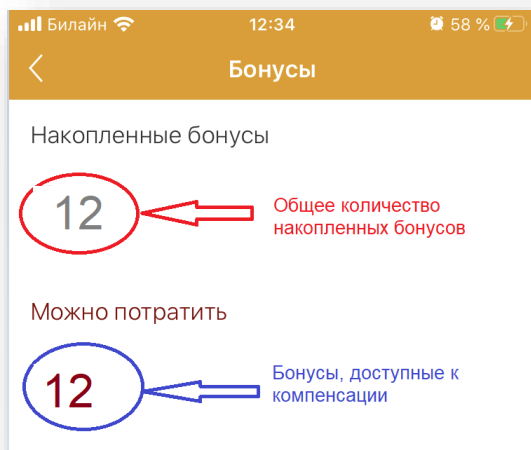 Билайн 12:34 58 %
Бонусы
Накопленные бонусы
12
Общее количество
накопленных бонусов
Можно потратить
12
Бонусы, доступные к
компенсации